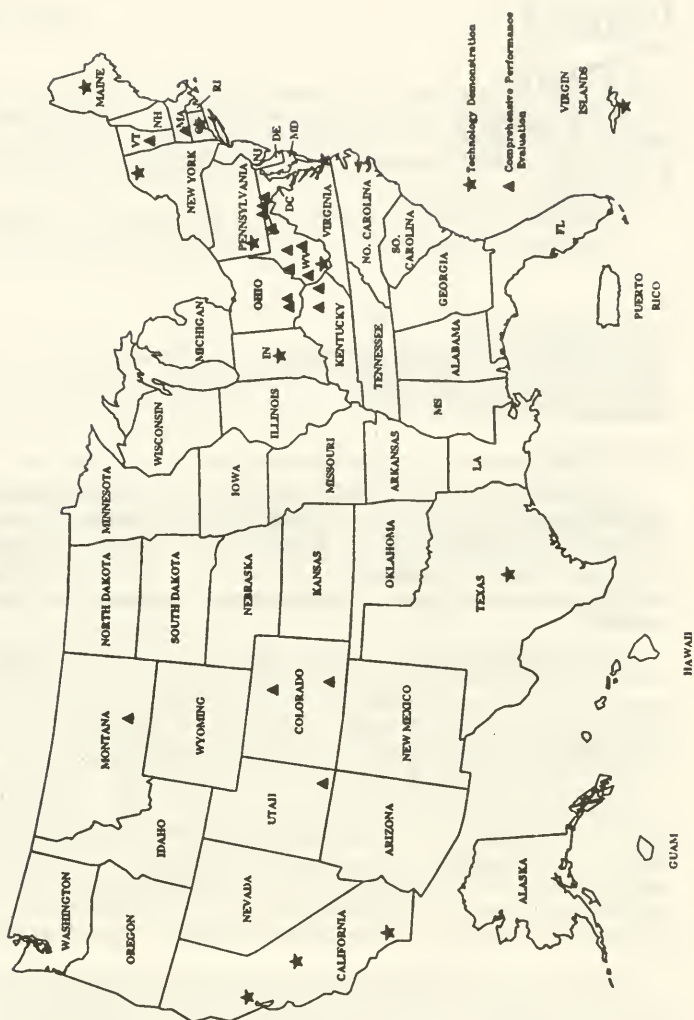 WASHINGTON
OREGON
IDAHO
MONTANA
WYOMING
NEVADA
UTAH
COLORADO
CALIFORNIA
ARIZONA
NEW MEXICO
NORTH DAKOTA
SOUTH DAKOTA
NEBRASKA
KANSAS
OKLAHOMA
TEXAS
MINNESOTA
IOWA
MISSOURI
ARKANSAS
LA
WISCONSIN
ILLINOIS
MICHIGAN
IN
OHIO
KENTUCKY
TENNESSEE
MS
ALABAMA
GEORGIA
FL
SO.
CAROLINA
NO. CAROLINA
VIRGINIA
WV
PENNSYLVANIA
NEW YORK
VT
NH
MAINE
MA
RI
NJ
DE
MD
DC
ALASKA
GUAM
HAWAII
PUERTO
RICO
VIRGIN
ISLANDS
Technology Demonstration
Comprehensive Performance
Evaluation